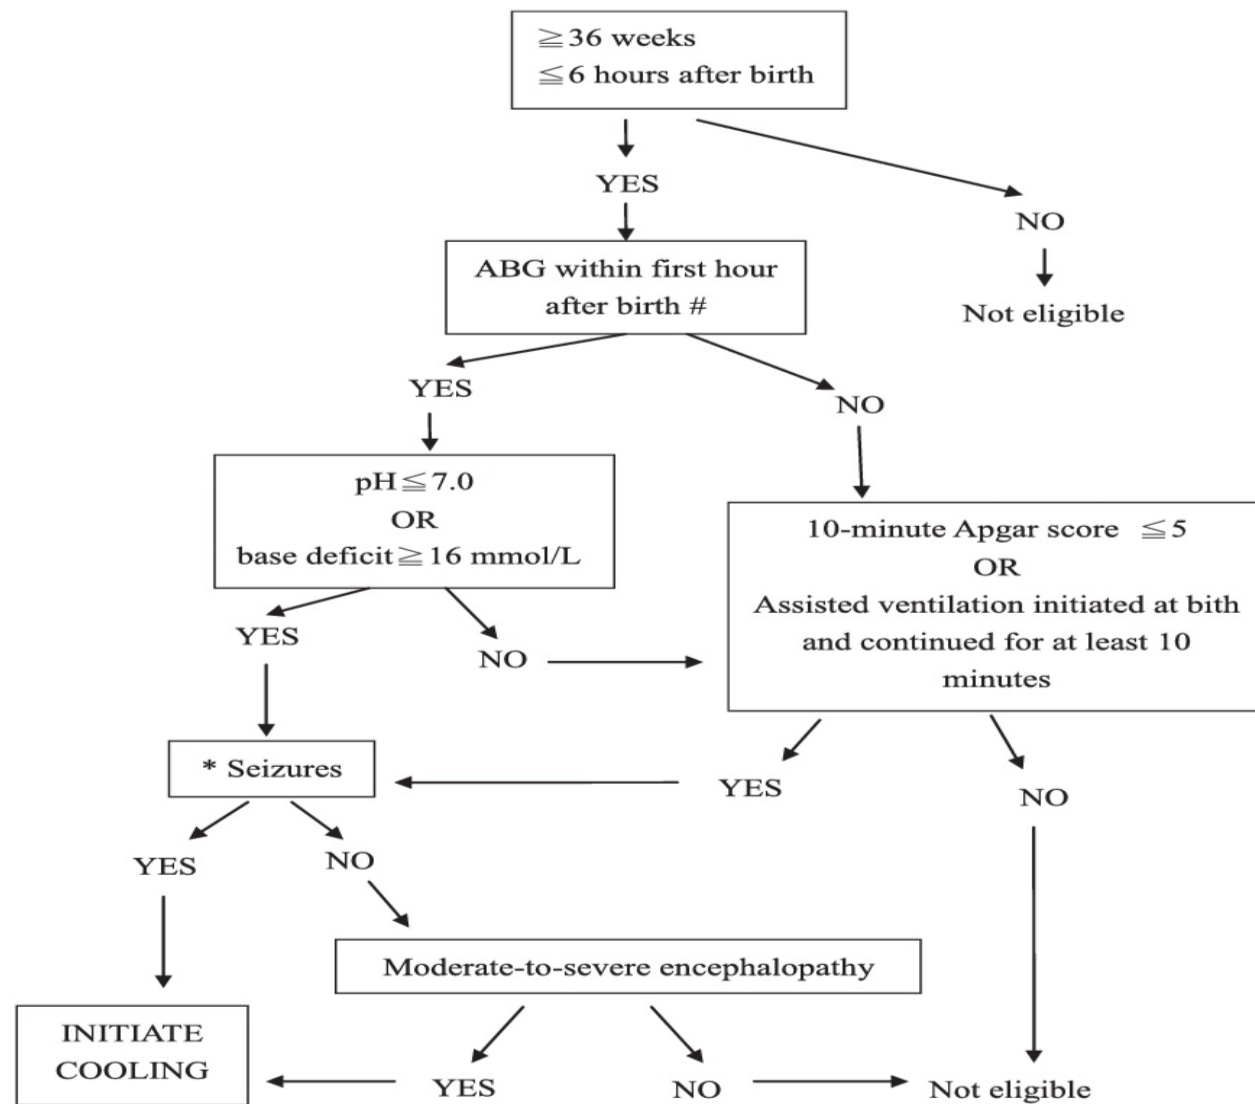 ≧36 weeks
≦6 hours after birth
YES
NO
ABG within first hour
after birth #
Not eligible
YES
NO
pH≦7.0
OR
base deficit≧16 mmol/L
10-minute Apgar score ≦5
OR
Assisted ventilation initiated at bith
and continued for at least 10
minutes
YES
NO
* Seizures
YES
NO
YES
NO
Moderate-to-severe encephalopathy
INITIATE
COOLING
YES
NO
Not eligible